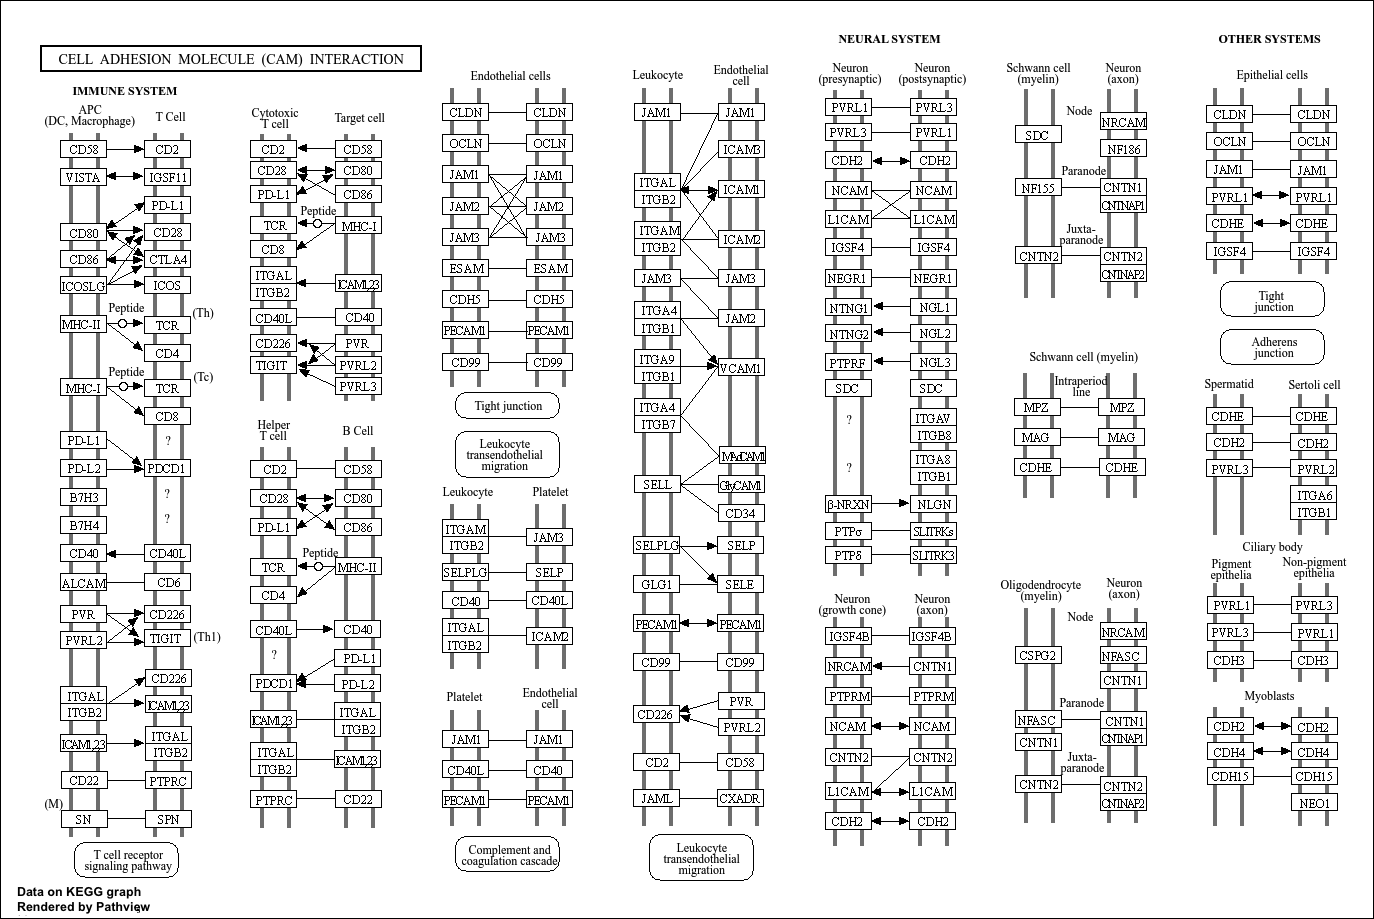 CELL ADHESION MOLECULE (CAM) INTERACTION
IMMUNE SYSTEM
APC
(DC, Macrophage)
T Cell
CD58
CD2
VISTA
IGSF11
PD-L1
CD80
CD28
CD86
CTLA4
ICOSLG
ICOS
Peptide
(Th)
MHC-II
TCR
CD4
Peptide
(Tc)
MHC-I
TCR
CD8
PD-L1
?
PD-L2
PDCD1
B7H3
?
B7H4
?
CD40
CD40L
ALCAM
CD6
PVR
CD226
PVRL2
TIGIT
(Th1)
CD226
ITGAL
ITGB2
ICAM1,23
ICAM1,23
ITGAL
ITGB2
CD22
PTPRC
(M)
SN
SPN
T cell receptor
signaling pathway
Cytotoxic
T cell
Target cell
CD2
CD58
CD28
CD80
PD-L1
CD86
Peptide
TCR
MHC-I
CD8
ITGAL
ITGB2
ICAM1,23
CD40L
CD40
CD226
PVR
TIGIT
PVRL2
PVRL3
Helper
T cell
B Cell
CD2
CD58
CD28
CD80
PD-L1
CD86
Peptide
TCR
MHC-II
CD4
CD40L
CD40
?
PD-L1
PDCD1
PD-L2
ICAM1,23
ITGAL
ITGB2
ITGAL
ITGB2
ICAM1,23
PTPRC
CD22
Endothelial cells
CLDN
CLDN
OCLN
OCLN
JAM1
JAM1
JAM2
JAM2
JAM3
JAM3
ESAM
ESAM
CDH5
CDH5
PECAM1
PECAM1
CD99
CD99
Tight junction
Leukocyte
transendothelial
migration
Leukocyte
Platelet
ITGAM
ITGB2
JAM3
SELPLG
SELP
CD40
CD40L
ITGAL
ITGB2
ICAM2
Platelet
Endothelial
cell
JAM1
JAM1
CD40L
CD40
PECAM1
PECAM1
Complement and
coagulation cascade
Leukocyte
Endothelial
cell
JAM1
JAM1
ICAM3
ITGAL
ITGB2
ICAM1
ITGAM
ITGB2
ICAM2
JAM3
JAM3
ITGA4
ITGB1
JAM2
ITGA9
ITGB1
VCAM1
ITGA4
ITGB7
MAdCAM1
SELL
GlyCAM1
CD34
SELPLG
SELP
GLG1
SELE
PECAM1
PECAM1
CD99
CD99
PVR
CD226
PVRL2
CD2
CD58
JAML
CXADR
Leukocyte
transendothelial
migration
NEURAL SYSTEM
Neuron
(presynaptic)
Neuron
(postsynaptic)
PVRL1
PVRL3
PVRL3
PVRL1
CDH2
CDH2
NCAM
NCAM
L1CAM
L1CAM
IGSF4
IGSF4
NEGR1
NEGR1
NTNG1
NGL1
NTNG2
NGL2
PTPRF
NGL3
SDC
SDC
?
ITGAV
ITGB8
?
ITGA8
ITGB1
β-NRXN
NLGN
PTPσ
SLITRKs
PTPδ
SLITRK3
Neuron
(growth cone)
Neuron
(axon)
IGSF4B
IGSF4B
NRCAM
CNTN1
PTPRM
PTPRM
NCAM
NCAM
CNTN2
CNTN2
L1CAM
L1CAM
CDH2
CDH2
Schwann cell
(myelin)
Neuron
(axon)
Node
NRCAM
SDC
NF186
Paranode
NF155
CNTN1
CNTNAP1
Juxta-
paranode
CNTN2
CNTN2
CNTNAP2
Schwann cell (myelin)
Intraperiod
line
MPZ
MPZ
MAG
MAG
CDHE
CDHE
Oligodendrocyte
(myelin)
Neuron
(axon)
Node
NRCAM
CSPG2
NFASC
CNTN1
Paranode
NFASC
CNTN1
CNTNAP1
CNTN1
Juxta-
paranode
CNTN2
CNTN2
CNTNAP2
OTHER SYSTEMS
Epithelial cells
CLDN
CLDN
OCLN
OCLN
JAM1
JAM1
PVRL1
PVRL1
CDHE
CDHE
IGSF4
IGSF4
Tight
junction
Adherens
junction
Spermatid
Sertoli cell
CDHE
CDHE
CDH2
CDH2
PVRL3
PVRL2
ITGA6
ITGB1
Ciliary body
Pigment
epithelia
Non-pigment
epithelia
PVRL1
PVRL3
PVRL3
PVRL1
CDH3
CDH3
Myoblasts
CDH2
CDH2
CDH4
CDH4
CDH15
CDH15
NEO1
Data on KEGG graph
Rendered by Pathview